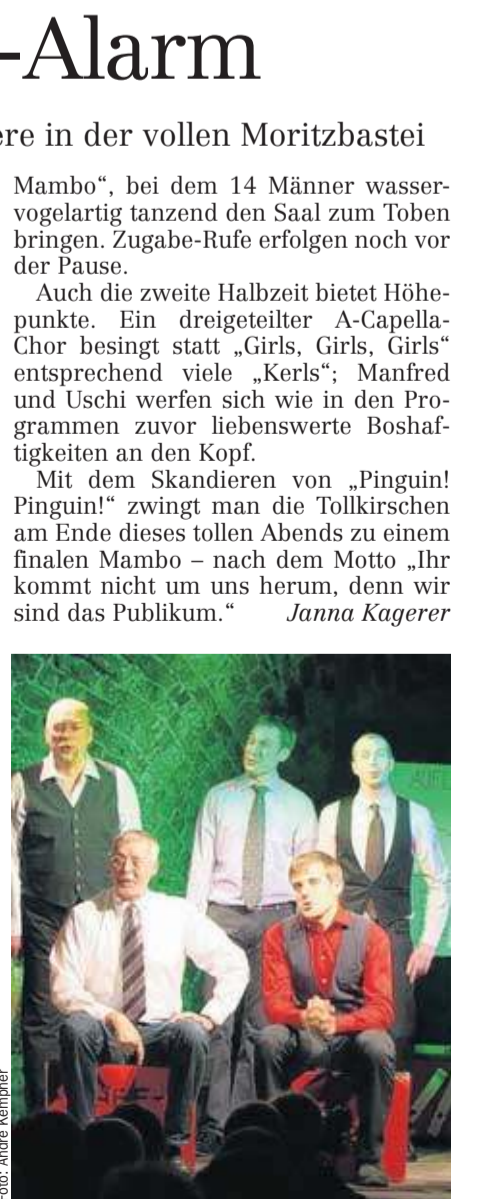 -Alarm
ere in der vollen Moritzbastei
Mambo“, bei dem 14 Männer wasser-
vogelartig tanzend den Saal zum Toben
bringen. Zugabe-Rufe erfolgen noch vor
der Pause.
Auch die zweite Halbzeit bietet Höhe-
punkte. Ein dreigeteilter A-Capella-
Chor besingt statt „Girls, Girls, Girls“
entsprechend viele „Kerls“; Manfred
und Uschi werfen sich wie in den Pro-
grammen zuvor liebenswerte Boshaf-
tigkeiten an den Kopf.
Mit dem Skandieren von „Pinguin!
Pinguin!“ zwingt man die Tollkirschen
am Ende dieses tollen Abends zu einem
finalen Mambo – nach dem Motto „Ihr
kommt nicht um uns herum, denn wir
sind das Publikum.“ Janna Kagerer
oto: André Kempner